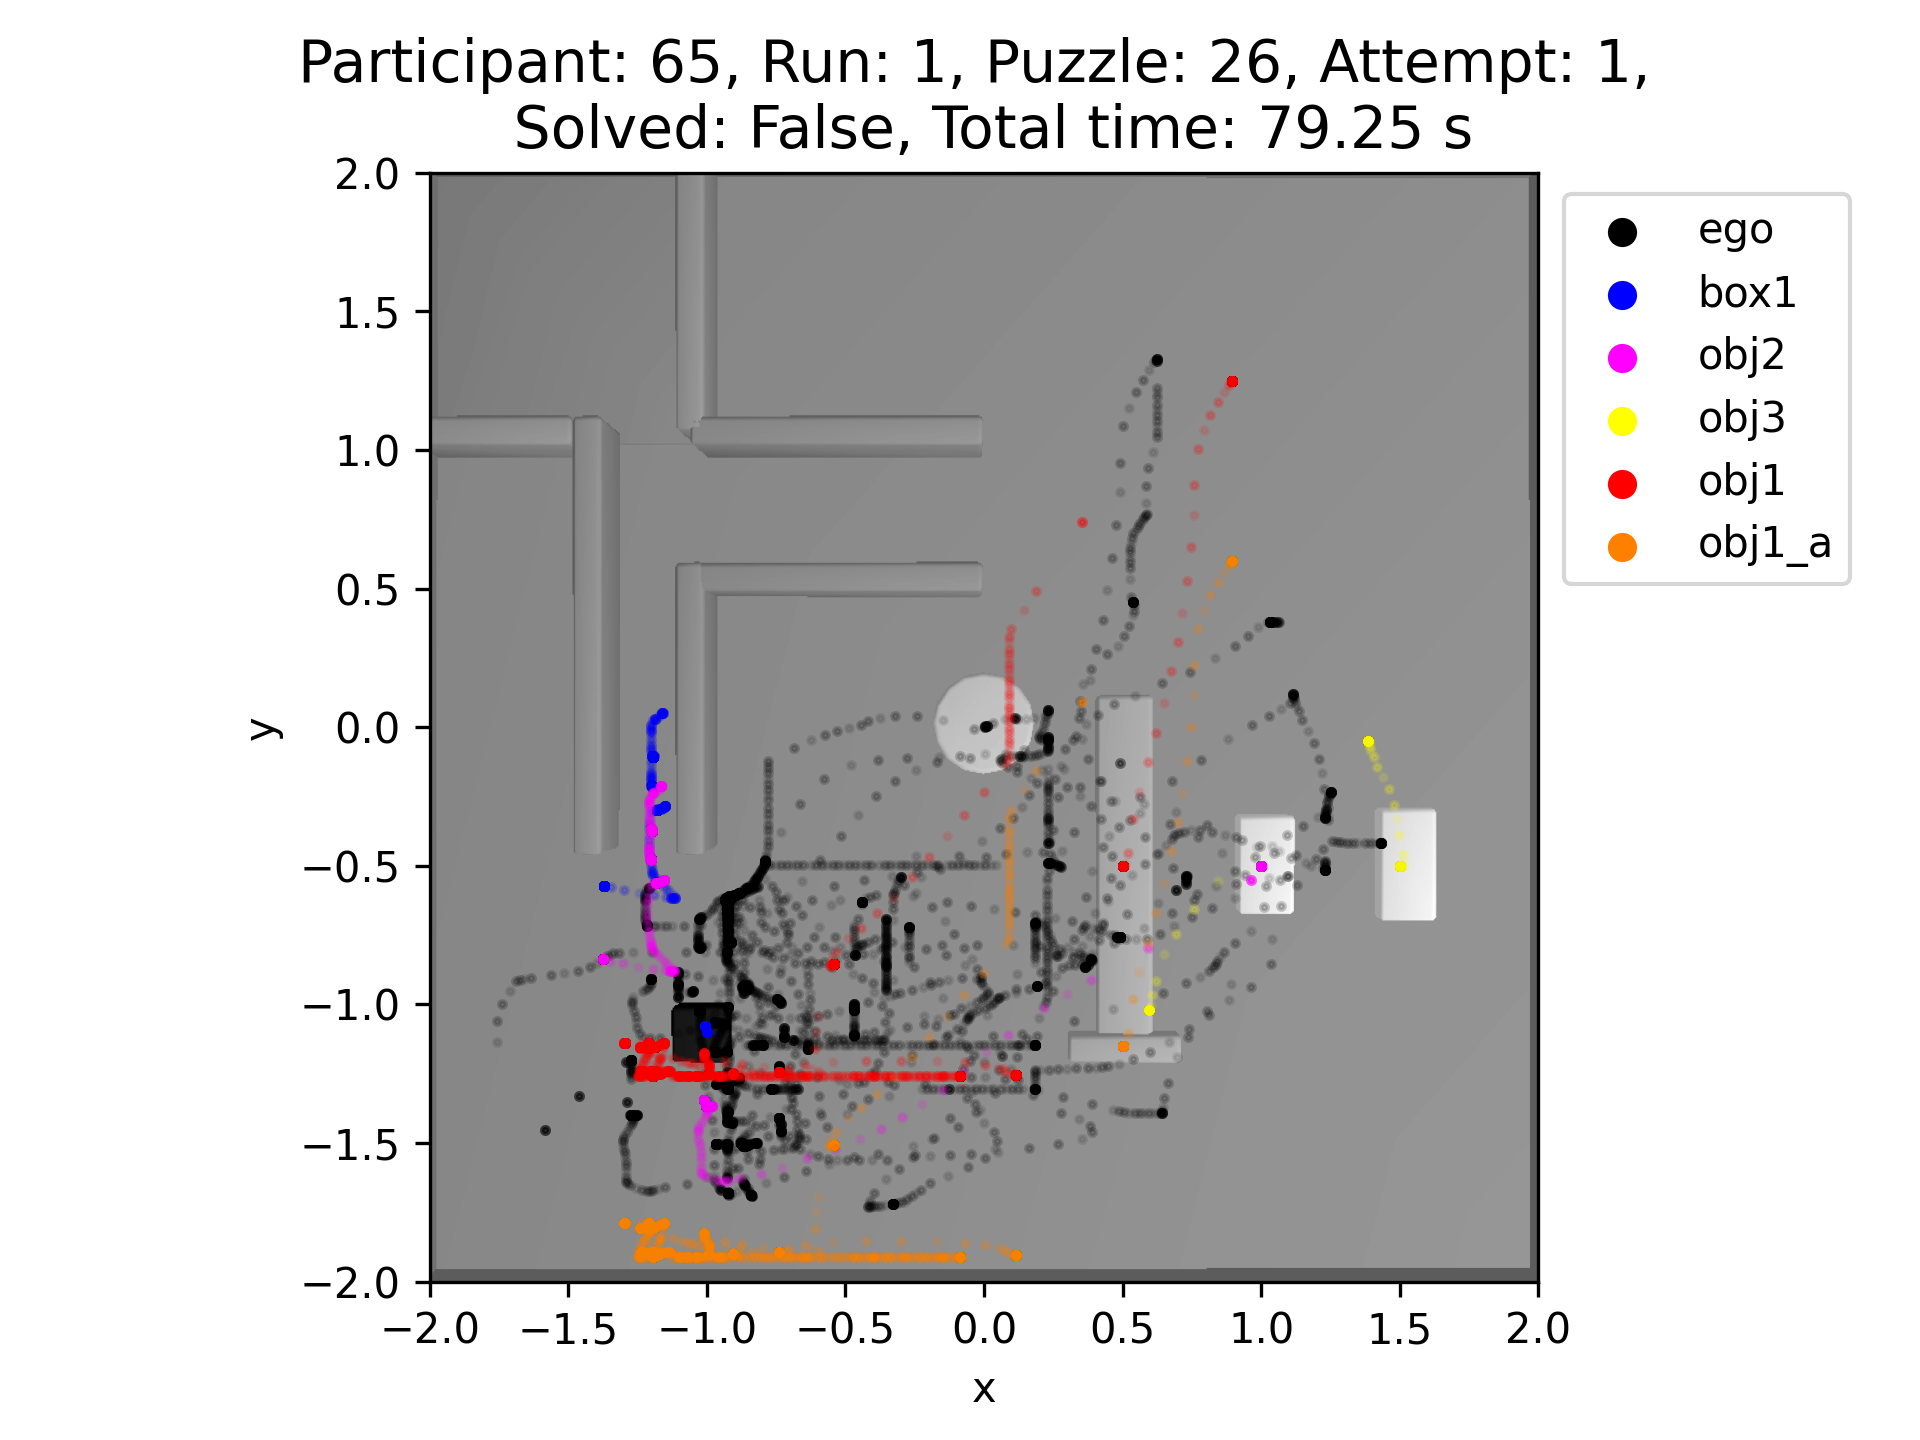 Participant: 65, Run: 1, Puzzle: 26, Attempt: 1,
Solved: False, Total time: 79.25 s
2.0
1.5
1.0
0.5
0.0
−0.5
−1.0
−1.5
−2.0
y
−2.0 −1.5 −1.0 −0.5 0.0 0.5 1.0 1.5 2.0
x
ego
box1
obj2
obj3
obj1
obj1_a